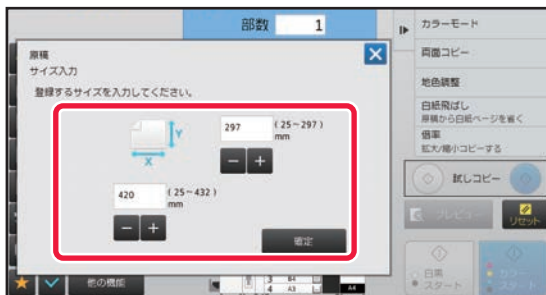 部数 1
カラーモード
両面コピー
地色調整
白紙飛ばし
原稿から白紙ページを省く
倍率
拡大/縮小コピーする
試しコピー
プレビュー
リセット
白黒
スタート
カラー
スタート
原稿
サイズ入力
登録するサイズを入力してください。
Y
X
297 (25~297)
mm
420 (25~432)
mm
確定
他の機能
3 B4
4 A3
A4